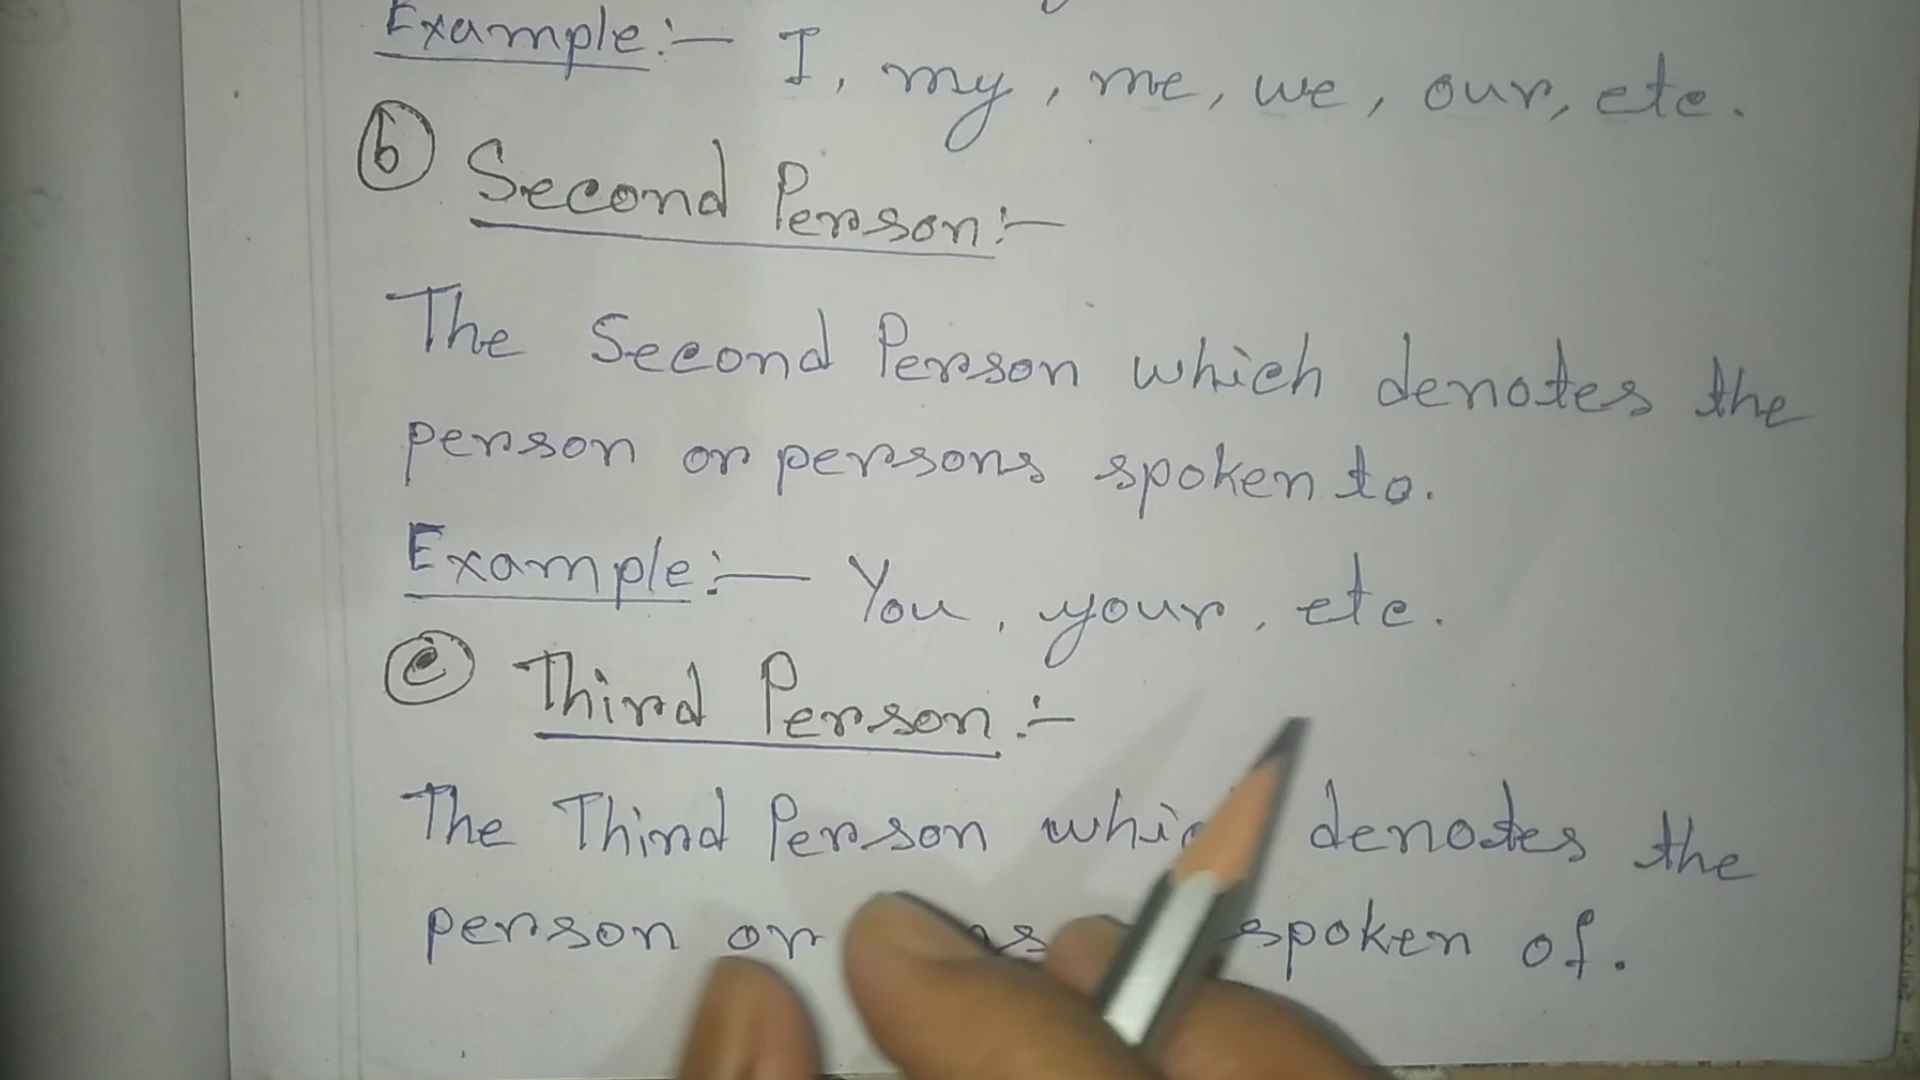 Example:- I, my, me, we, our, etc.
(b) Second Person:-
The Second Person which denotes the
person or persons spoken to.
Example:- You, your, etc.
(c) Third Person:-
The Third Person which denotes the
person or spoken of.